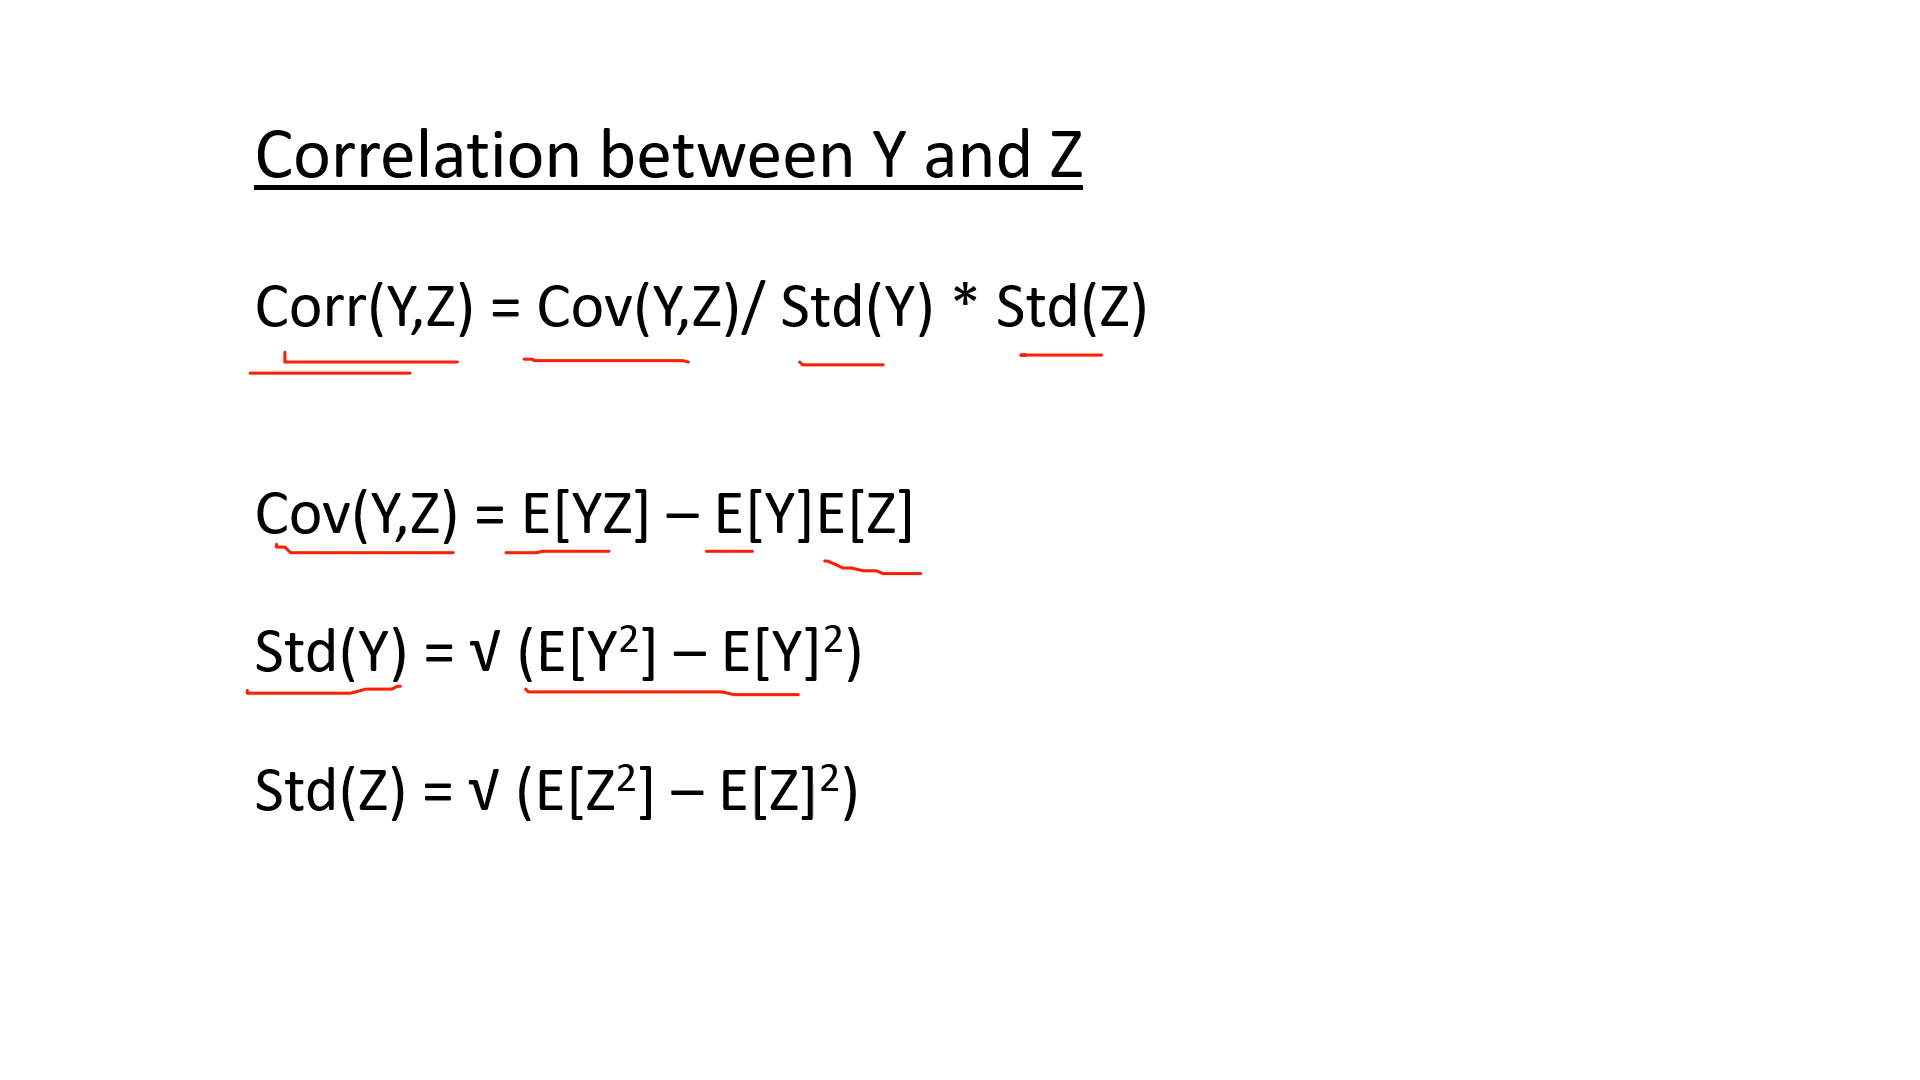 Correlation between Y and Z
Corr(Y,Z) = Cov(Y,Z)/ Std(Y) * Std(Z)
Cov(Y,Z) = E[YZ] – E[Y]E[Z]
Std(Y) = √ (E[Y²] – E[Y]²)
Std(Z) = √ (E[Z²] – E[Z]²)